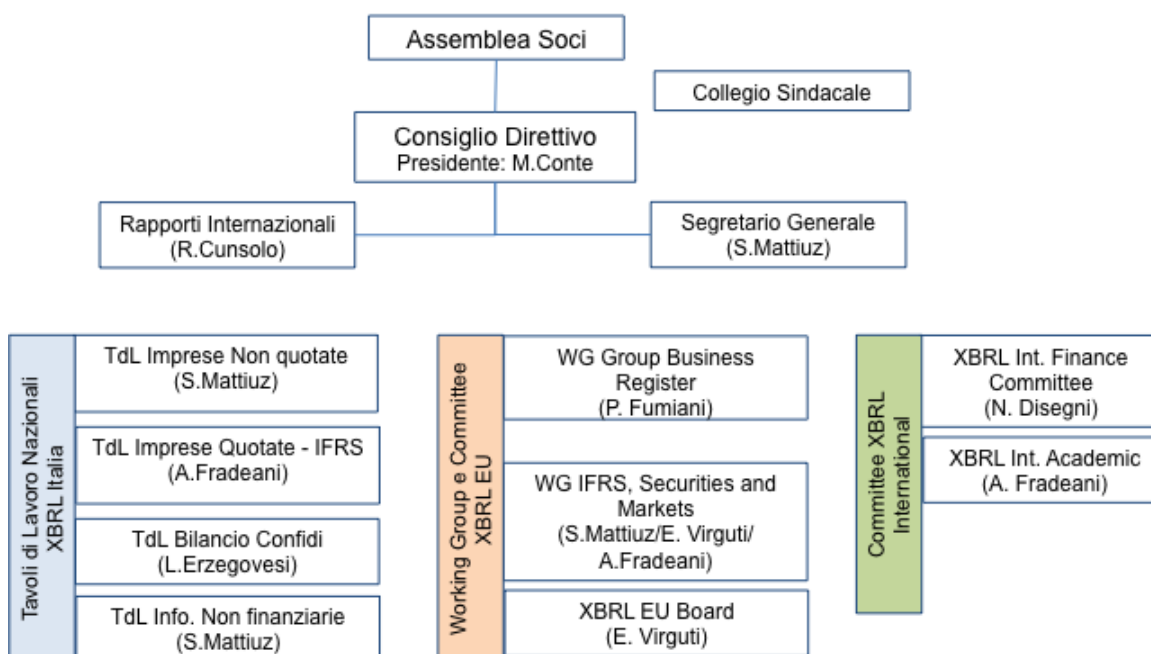 Assemblea Soci
Collegio Sindacale
Consiglio Direttivo
Presidente: M.Conte
Rapporti Internazionali
(R.Cunsolo)
Segretario Generale
(S.Mattiuz)
Tavoli di Lavoro Nazionali
XBRL Italia
TdL Imprese Non quotate
(S.Mattiuz)
TdL Imprese Quotate - IFRS
(A.Fradeani)
TdL Bilancio Confidi
(L.Erzegovesi)
TdL Info. Non finanziarie
(S.Mattiuz)
Working Group e Committee
XBRL EU
WG Group Business
Register
(P. Fumiani)
WG IFRS, Securities and
Markets
(S.Mattiuz/E. Virguti/
A.Fradeani)
XBRL EU Board
(E. Virguti)
Committee XBRL
International
XBRL Int. Finance
Committee
(N. Disegni)
XBRL Int. Academic
(A. Fradeani)